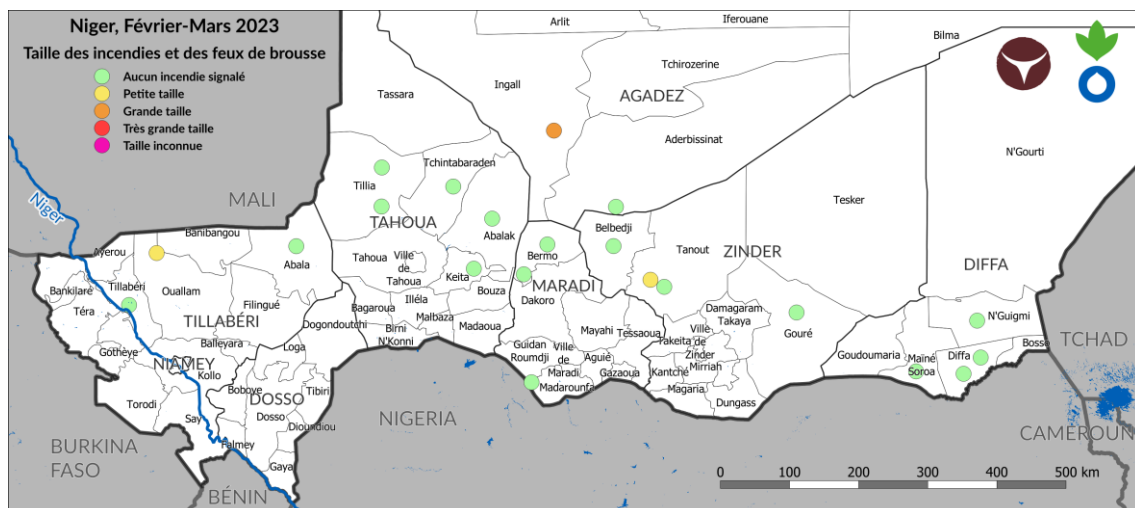 Niger, Février-Mars 2023
Taille des incendies et des feux de brousse
Aucun incendie signalé
Petite taille
Grande taille
Très grande taille
Taille inconnue
Arlit
Iferouane
Bilma
Tchirozerine
Ingall
AGADEZ
Tassara
Aderbissinat
N'Gourti
Tchintabaraden
Tillia
MALI
Niger
Tesker
TAHOUA
Abalak
Belbedji
Banibangou
Ayerou
Abala
Bermo
Tanout
ZINDER
Tahoua
Ville
de
Tahoua
Keita
DIFFA
Bankilaré
Tillabéri
Ouallam
MARADI
Dakoro
Bouza
Illéla
Bagaroua
Filingué
Téra
TILLABÉRI
Dogondoutchi
Birni
N'Konni
Malbaza
Madaoua
Mayahi
Tessaoua
Damagaram
Takaya
Gouré
N'Guigmi
TCHAD
Bosso
Gothèye
Balleyara
Loga
NIAMEY
Kollo
Guidan
Roumdji
Ville
de
Maradi
Aguié
Gazaoua
Madarounfa
Takeita
Ville
de
Zinder
Mirriah
Kantché
Magaria
Dungass
Goudoumaria
Maïné
Soroa
Diffa
Torodi
Say
Boboye
DOSSO
Dosso
Tibiri
Dioundiou
Falmey
Gaya
NIGERIA
BURKINA
FASO
BÉNIN
CAMEROUN
0 100 200 300 400 500 km